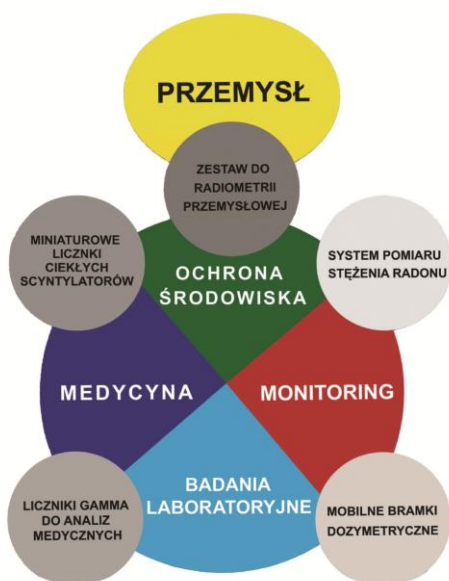 PRZEMYSŁ
ZESTAW DO
RADIOMETRII
PRZEMYSŁOWEJ
MINIATUROWE
LICZNKI
CIEKŁYCH
SCYNTYLATORÓW
OCHRONA
ŚRODOWISKA
SYSTEM POMIARU
STĘŻENIA RADONU
MEDYCYNA
MONITORING
BADANIA
LABORATORYJNE
LICZNIKI GAMMA
DO ANALIZ
MEDYCZNYCH
MOBILNE BRAMKI
DOZYMETRYCZNE